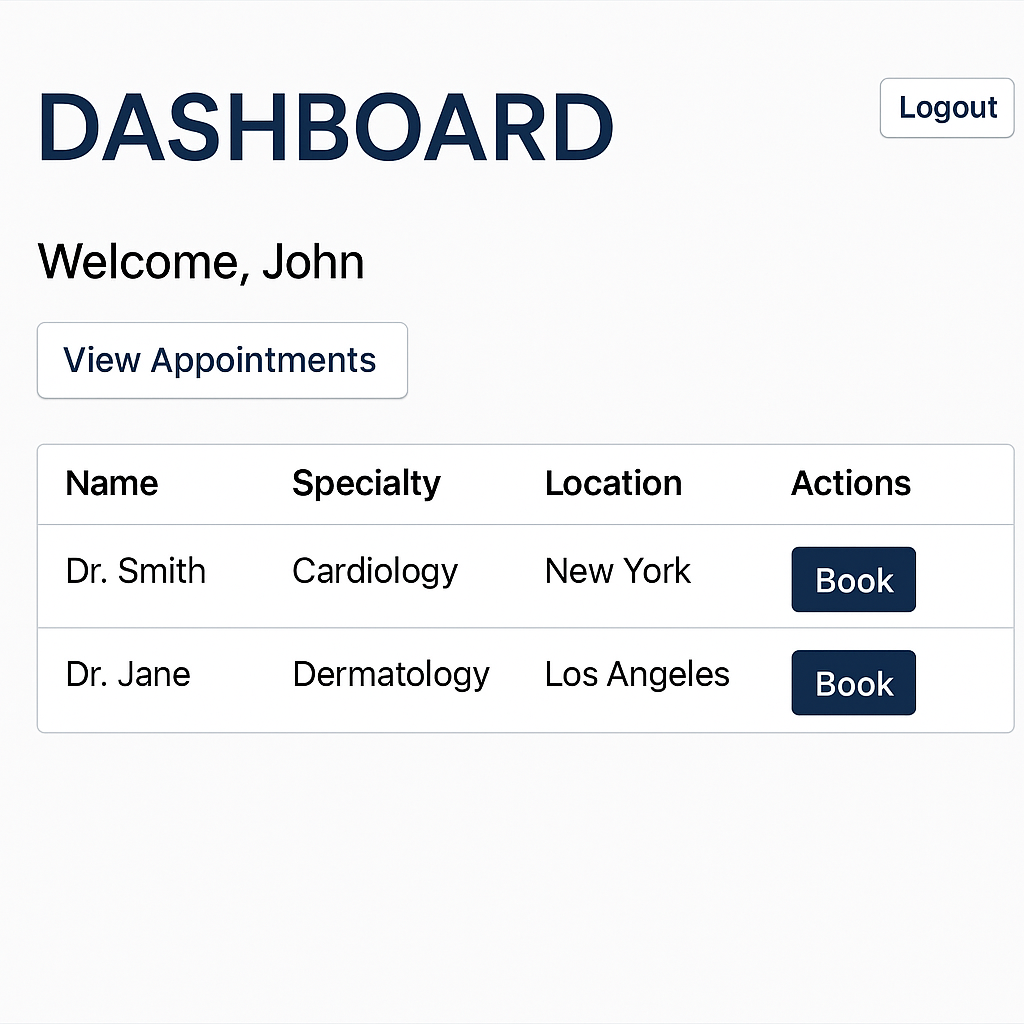 DASHBOARD
Logout
Welcome, John
View Appointments
Name Specialty Location Actions
Dr. Smith Cardiology New York Book
Dr. Jane Dermatology Los Angeles Book